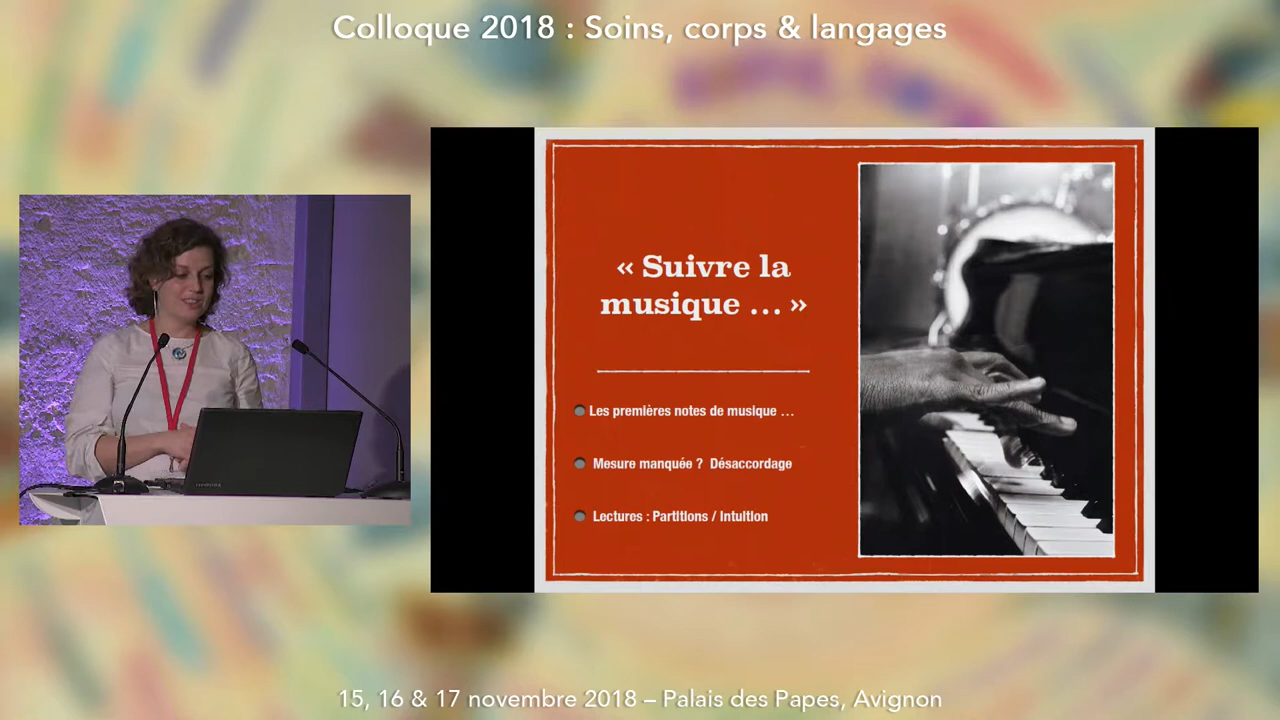 Colloque 2018 : Soins, corps & langages
« Suivre la
musique ... »
Les premières notes de musique ...
Mesure manquée ? Désaccordage
Lectures : Partitions / Intuition
15, 16 & 17 novembre 2018 – Palais des Papes, Avignon